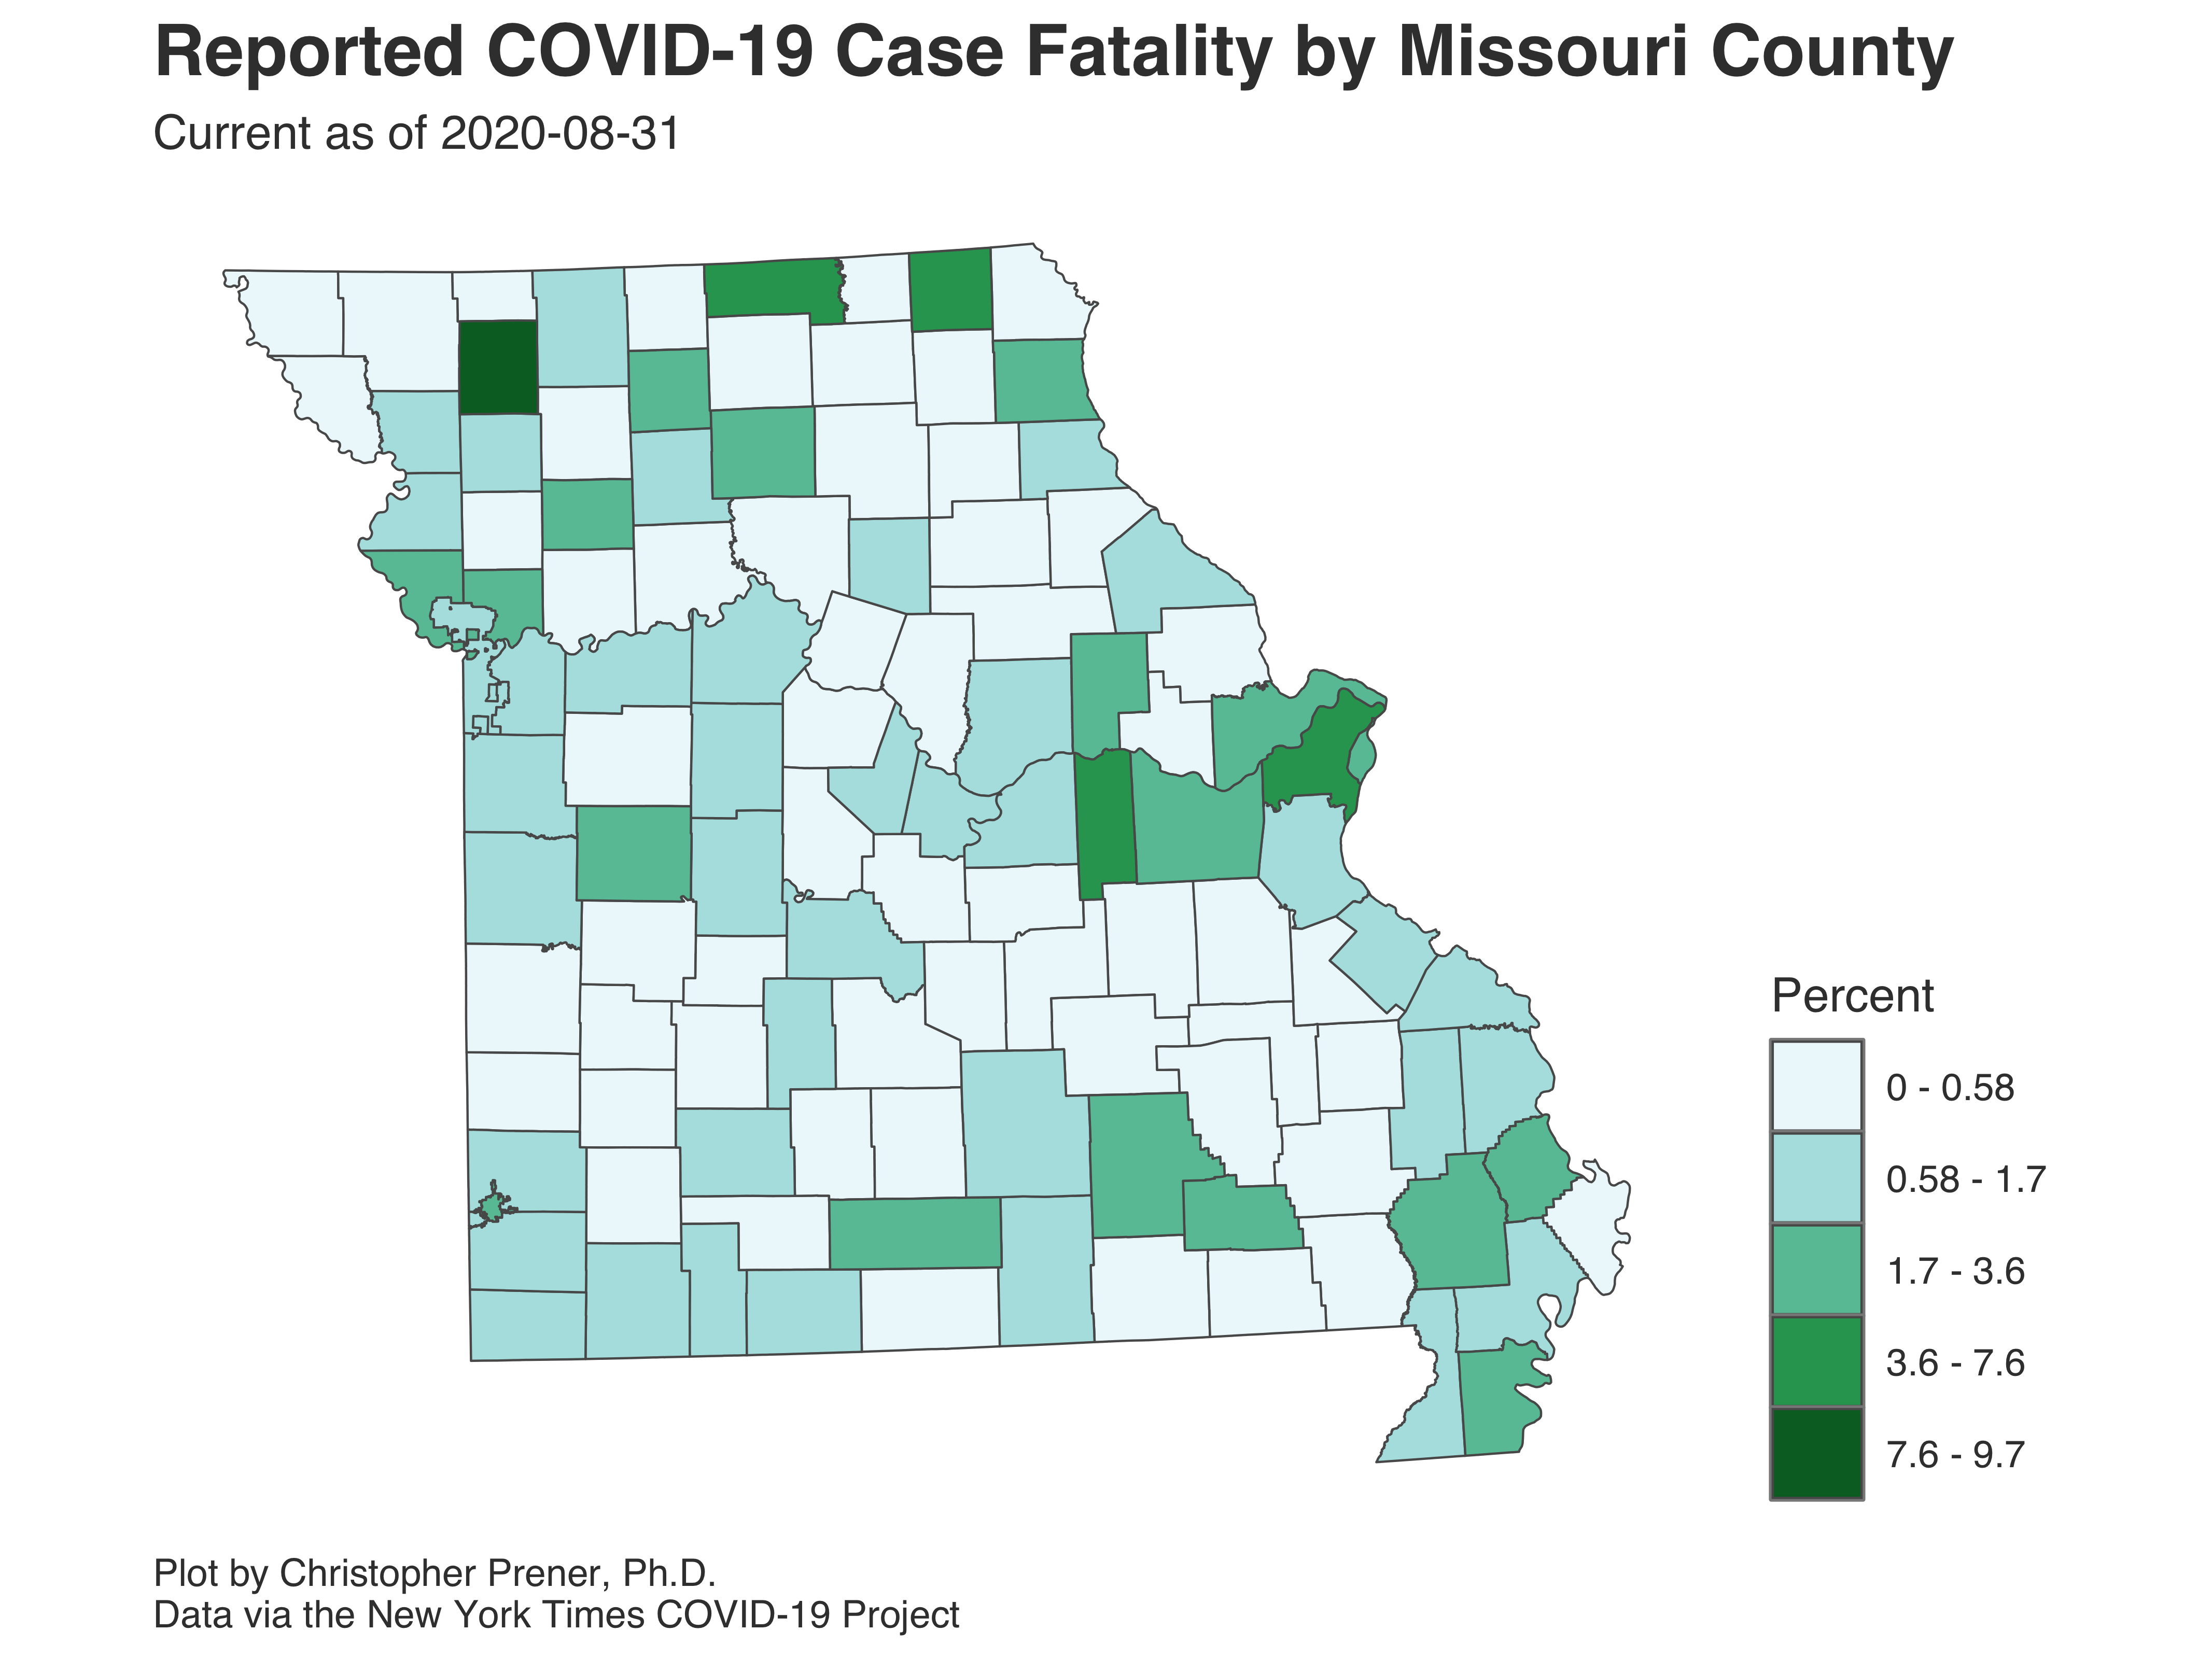 Reported COVID-19 Case Fatality by Missouri County
Current as of 2020-08-31
Percent
0 - 0.58
0.58 - 1.7
1.7 - 3.6
3.6 - 7.6
7.6 - 9.7
Plot by Christopher Prener, Ph.D.
Data via the New York Times COVID-19 Project